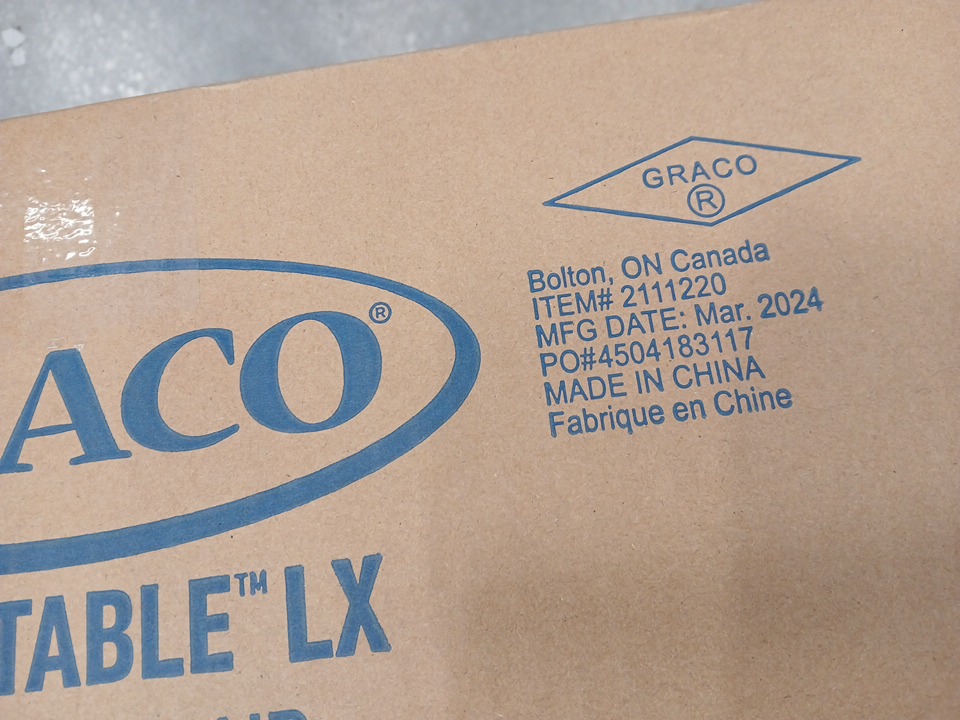 GRACO
®
Bolton, ON Canada
ITEM# 2111220
MFG DATE: Mar. 2024
PO#4504183117
MADE IN CHINA
Fabrique en Chine
ACO®
TABLE™ LX